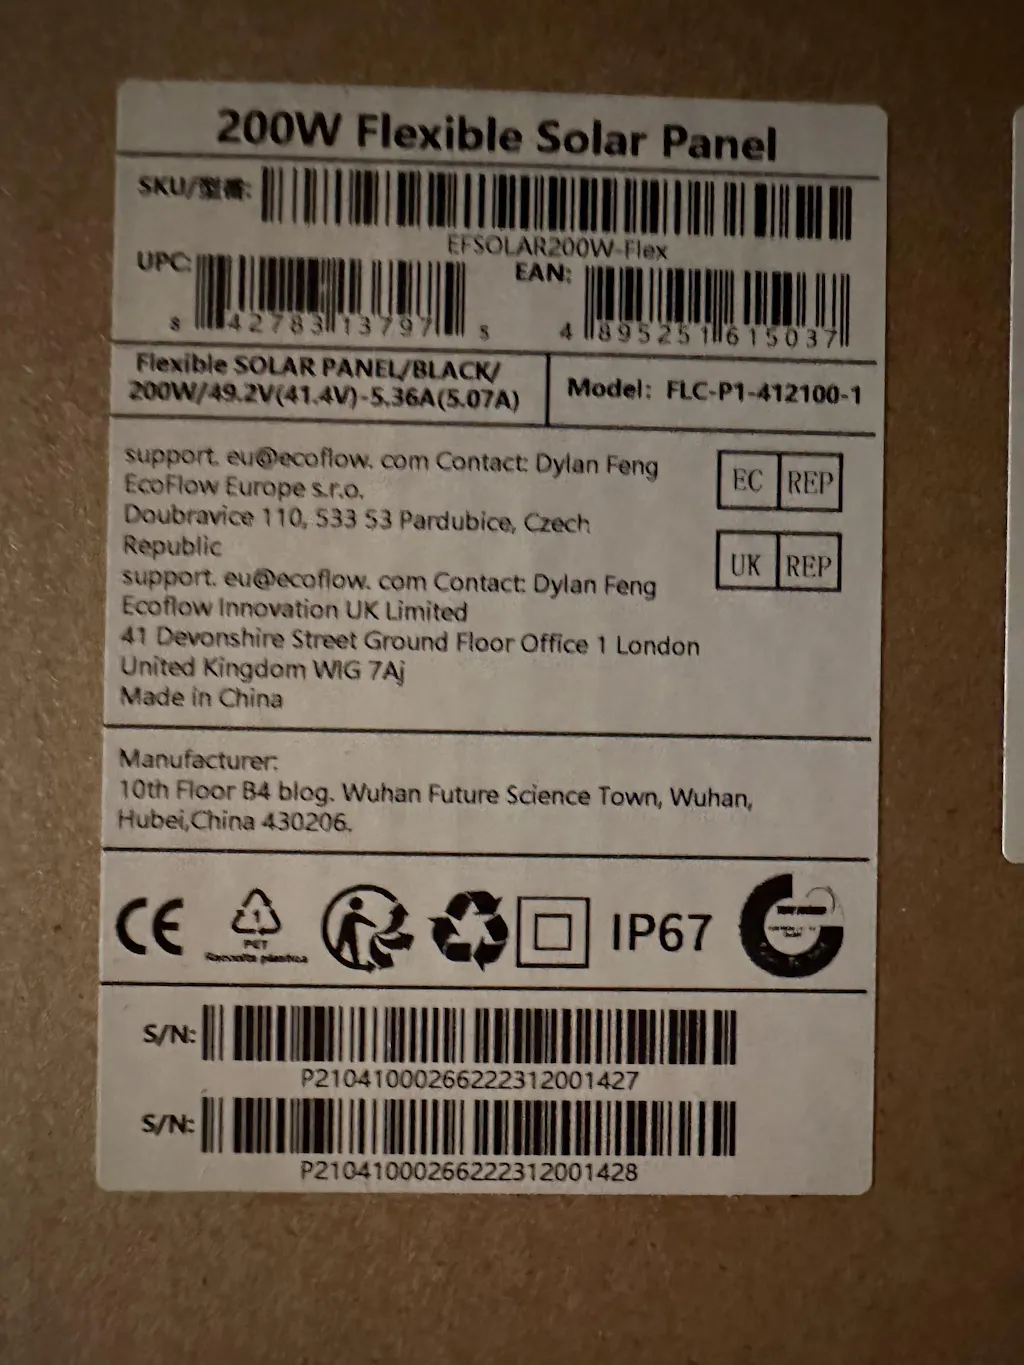 200W Flexible Solar Panel
SKU/型番:
EFSOLAR200W-Flex
UPC:
8 42783 13797 5
EAN:
4 895251 615037
Flexible SOLAR PANEL/BLACK/
200W/49.2V(41.4V)-5.36A(5.07A)
Model: FLC-P1-412100-1
support. eu@ecoflow. com Contact: Dylan Feng
EcoFlow Europe s.r.o.
Doubravice 110, 533 53 Pardubice, Czech
Republic
EC REP
support. eu@ecoflow. com Contact: Dylan Feng
Ecoflow Innovation UK Limited
41 Devonshire Street Ground Floor Office 1 London
United Kingdom WIG 7Aj
UK REP
Made in China
Manufacturer:
10th Floor B4 blog. Wuhan Future Science Town, Wuhan,
Hubei,China 430206.
CE
1
PET
Raccolta plastica
IP67
S/N:
P21041000266222312001427
S/N:
P21041000266222312001428